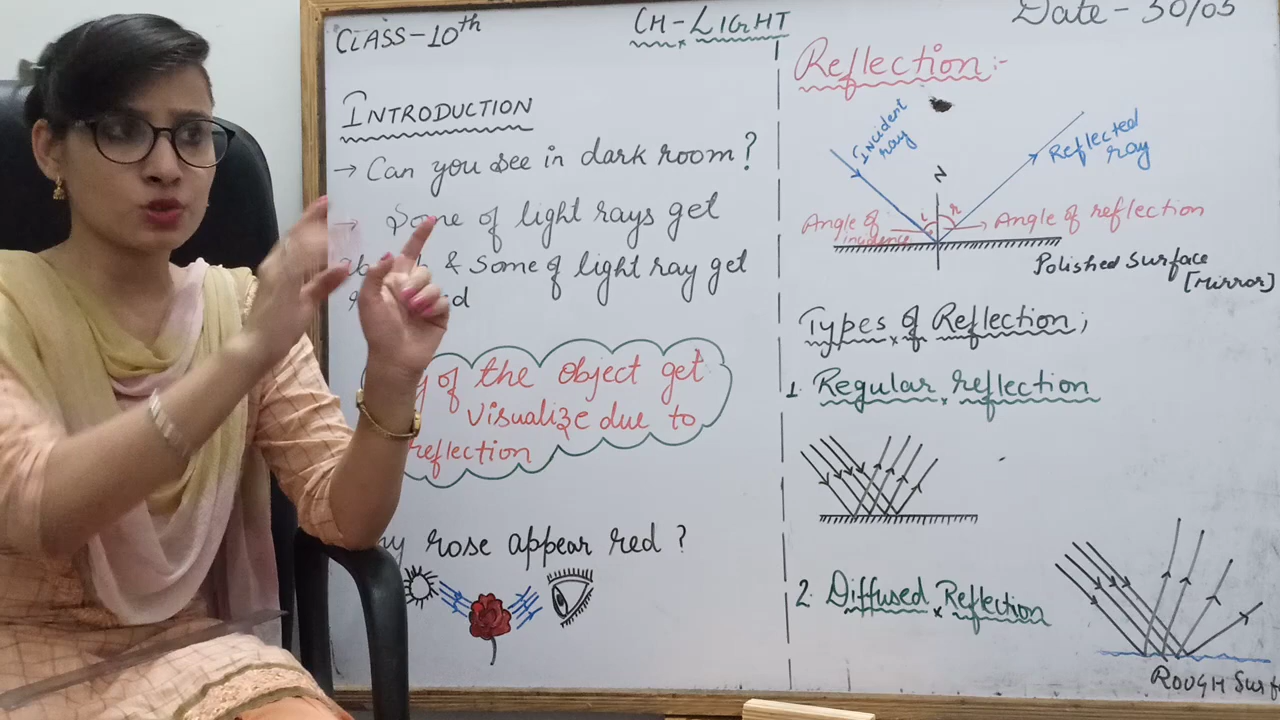 CLASS-10th
CH-LIGHT
Date - 30/05
INTRODUCTION
→ Can you see in dark room?
→ Some of light rays get
& Some of light ray get
of the object get
visualize due to
reflection
rose appear red ?
Reflection:-
Incident ray
Reflected ray
N
i r
Angle of incidence
Angle of reflection
Polished Surface
[Mirror]
Types of Reflection;
1. Regular reflection
2. Diffused Reflection
ROUGH Surf